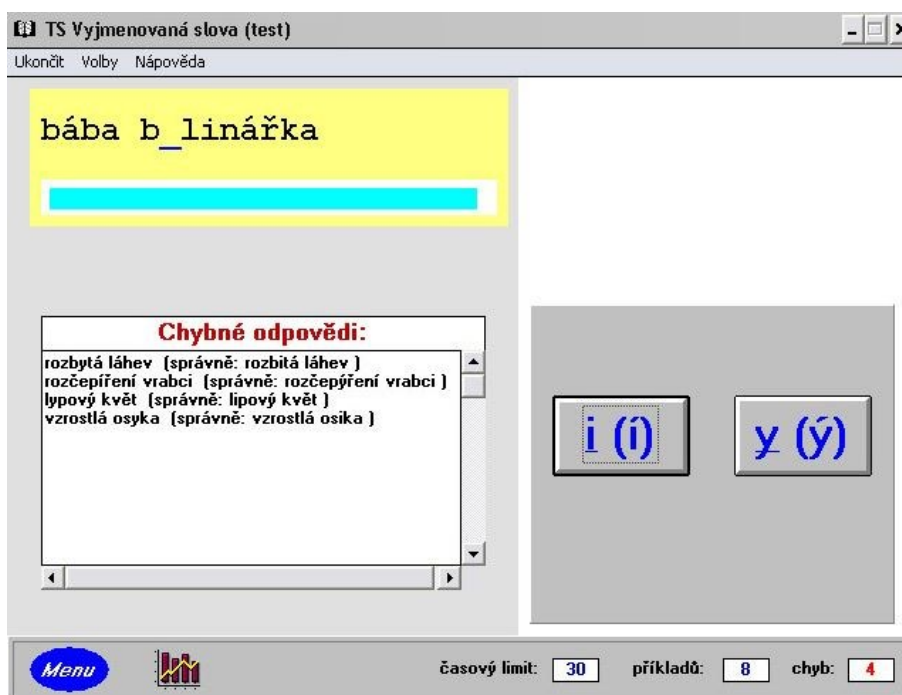 TS Vyjmenovaná slova (test)
Ukončit Volby Nápověda
bába b_linářka
Chybné odpovědi:
rozbytá láhev (správně: rozbitá láhev )
rozčepíření vrabci (správně: rozčepýření vrabci )
lypový květ (správně: lipový květ )
vzrostlá osyka (správně: vzrostlá osika )
i (í) y (ý)
Menu časový limit: 30 příkladů: 8 chyb: 4